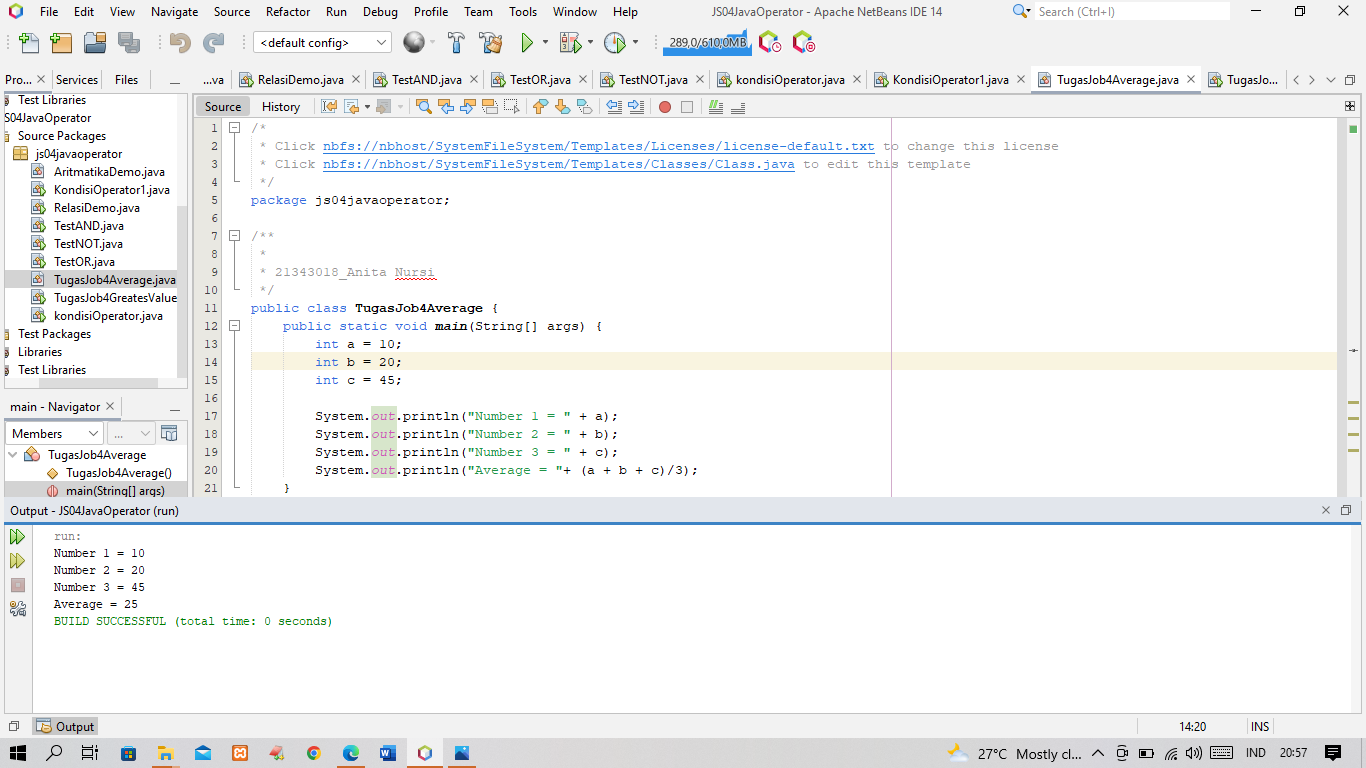 File Edit View Navigate Source Refactor Run Debug Profile Team Tools Window Help JS04JavaOperator - Apache NetBeans IDE 14 Search (Ctrl+I)
<default config> 289,0/610,0MB
Pro... Services Files ...va RelasiDemo.java TestAND.java TestOR.java TestNOT.java kondisiOperator.java KondisiOperator1.java TugasJob4Average.java TugasJo...
Test Libraries
S04JavaOperator
Source Packages
js04javaoperator
AritmatikaDemo.java
KondisiOperator1.java
RelasiDemo.java
TestAND.java
TestNOT.java
TestOR.java
TugasJob4Average.java
TugasJob4GreatesValue
kondisiOperator.java
Test Packages
Libraries
Test Libraries
main - Navigator
Members ...
TugasJob4Average
TugasJob4Average()
main(String[] args)
Source History
1 /*
2 * Click nbfs://nbhost/SystemFileSystem/Templates/Licenses/license-default.txt to change this license
3 * Click nbfs://nbhost/SystemFileSystem/Templates/Classes/Class.java to edit this template
4 */
5 package js04javaoperator;
6
7 /**
8 *
9 * 21343018_Anita Nursi
10 */
11 public class TugasJob4Average {
12 public static void main(String[] args) {
13 int a = 10;
14 int b = 20;
15 int c = 45;
16
17 System.out.println("Number 1 = " + a);
18 System.out.println("Number 2 = " + b);
19 System.out.println("Number 3 = " + c);
20 System.out.println("Average = "+ (a + b + c)/3);
21 }
Output - JS04JavaOperator (run)
run:
Number 1 = 10
Number 2 = 20
Number 3 = 45
Average = 25
BUILD SUCCESSFUL (total time: 0 seconds)
Output 14:20 INS
27°C Mostly cl... IND 20:57